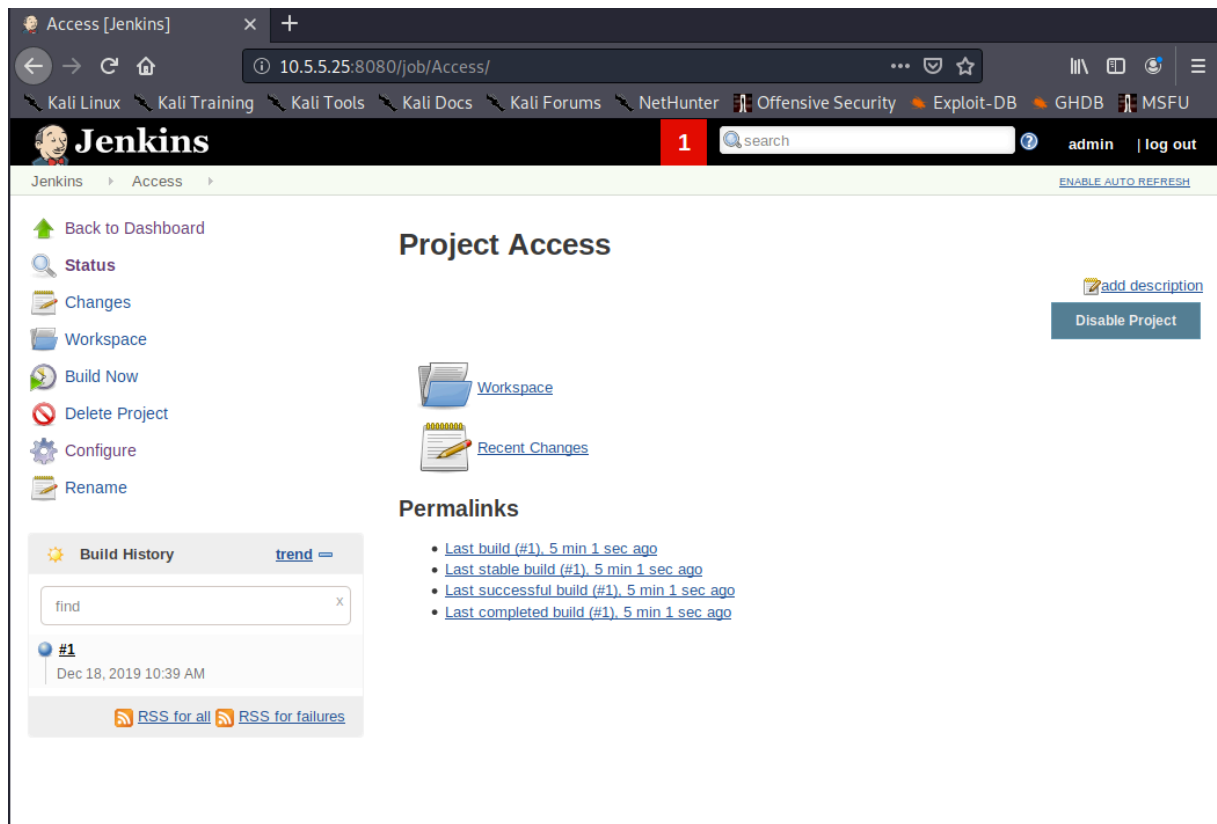 Access [Jenkins]
10.5.5.25:8080/job/Access/
Kali Linux Kali Training Kali Tools Kali Docs Kali Forums NetHunter Offensive Security Exploit-DB GHDB MSFU
Jenkins 1 search admin | log out
Jenkins Access ENABLE AUTO REFRESH
Back to Dashboard
Status
Changes
Workspace
Build Now
Delete Project
Configure
Rename
Build History trend
find x
#1
Dec 18, 2019 10:39 AM
RSS for all RSS for failures
Project Access
add description
Disable Project
Workspace
Recent Changes
Permalinks
• Last build (#1), 5 min 1 sec ago
• Last stable build (#1), 5 min 1 sec ago
• Last successful build (#1), 5 min 1 sec ago
• Last completed build (#1), 5 min 1 sec ago